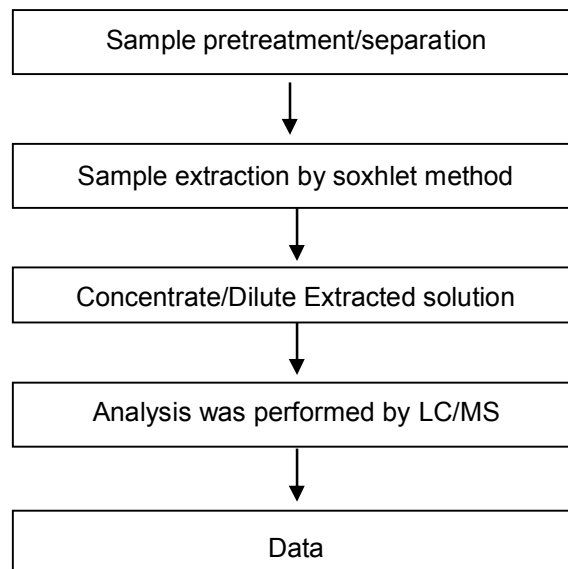 Sample pretreatment/separation
Sample extraction by soxhlet method
Concentrate/Dilute Extracted solution
Analysis was performed by LC/MS
Data